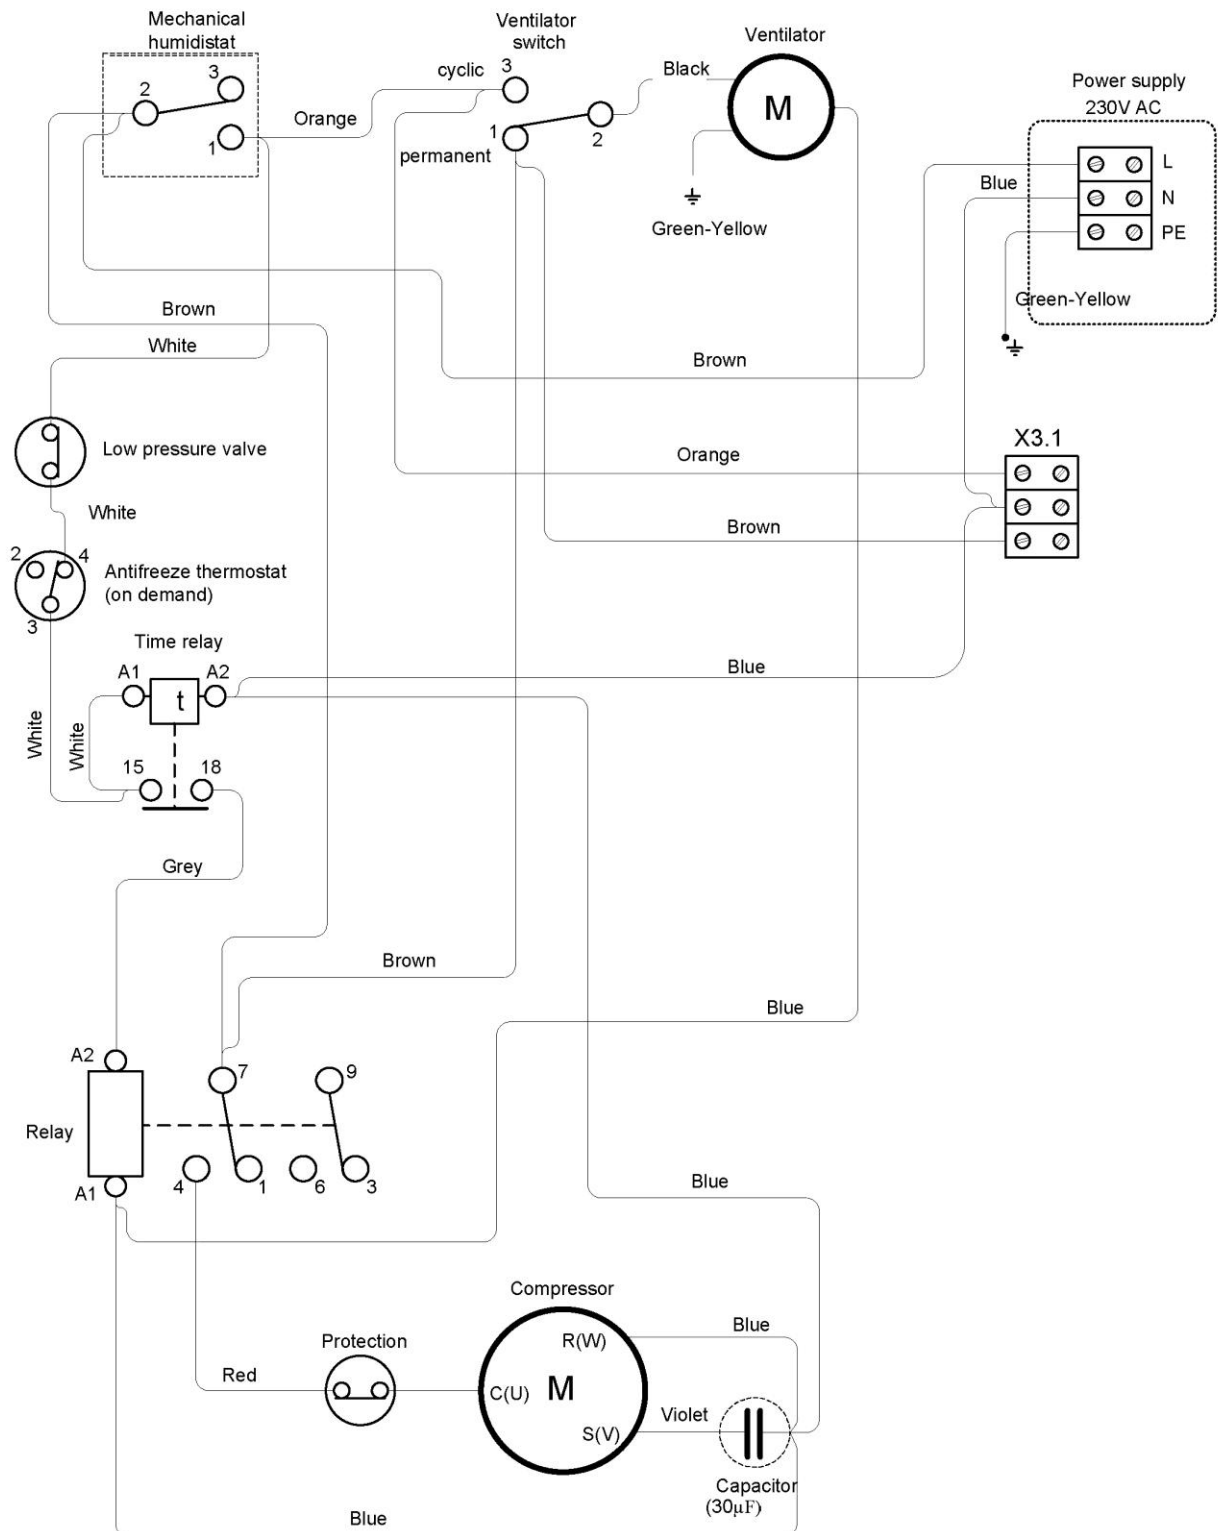 Mechanical
humidistat
3
2
1
Orange
Ventilator
switch
cyclic
3
1
2
permanent
Black
Ventilator
M
Green-Yellow
Power supply
230V AC
L
N
PE
Blue
Green-Yellow
Brown
White
Brown
Low pressure valve
X3.1
Orange
White
Brown
2
4
Antifreeze thermostat
(on demand)
3
Time relay
A1
A2
t
Blue
White
White
15
18
Grey
Brown
Blue
A2
7
9
Relay
A1
4
1
6
3
Blue
Compressor
Protection
R(W)
Blue
Red
C(U)
M
Violet
S(V)
Capacitor
(30µF)
Blue